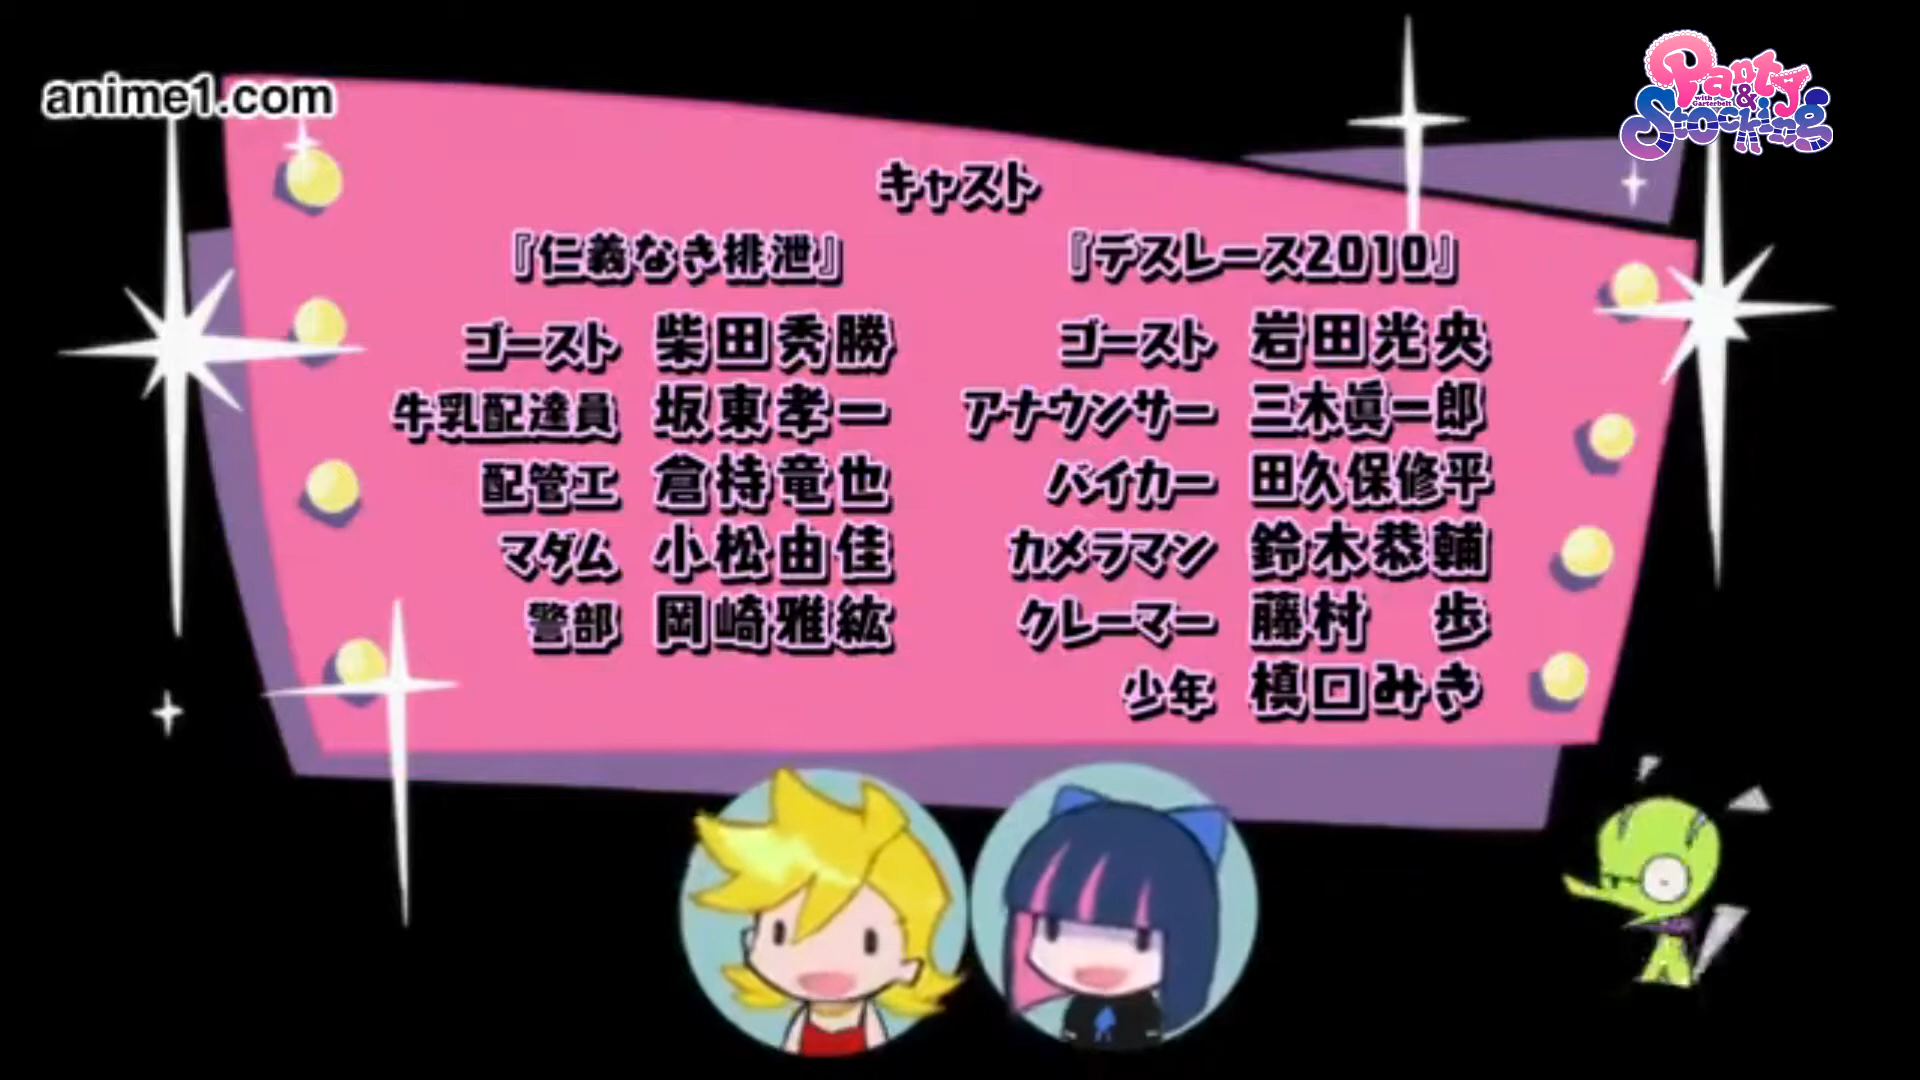 anime1.com
Panty
with
Garterbelt
&
Stocking
キャスト
『仁義なき排泄』
ゴースト 柴田秀勝
牛乳配達員 坂東孝一
配管工 倉持竜也
マダム 小松由佳
警部 岡崎雅紘
『デスレース2010』
ゴースト 岩田光央
アナウンサー 三木眞一郎
バイカー 田久保修平
カメラマン 鈴木恭輔
クレーマー 藤村 歩
少年 槙口みき